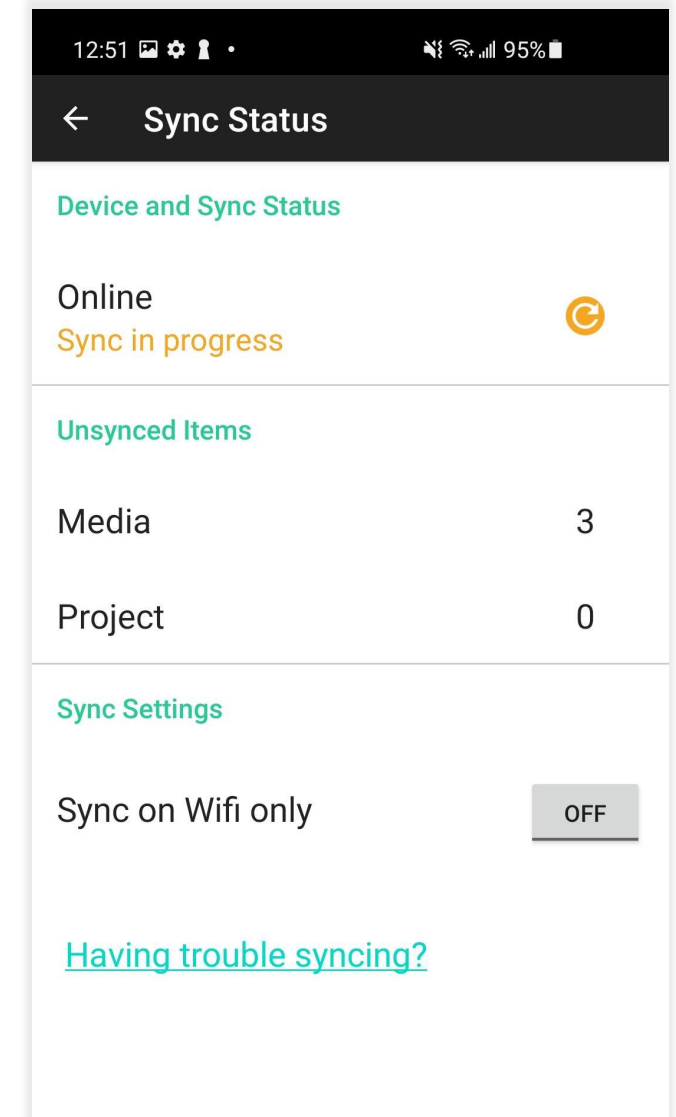 12:51
95%
Sync Status
Device and Sync Status
Online
Sync in progress
Unsynced Items
Media 3
Project 0
Sync Settings
Sync on Wifi only OFF
Having trouble syncing?